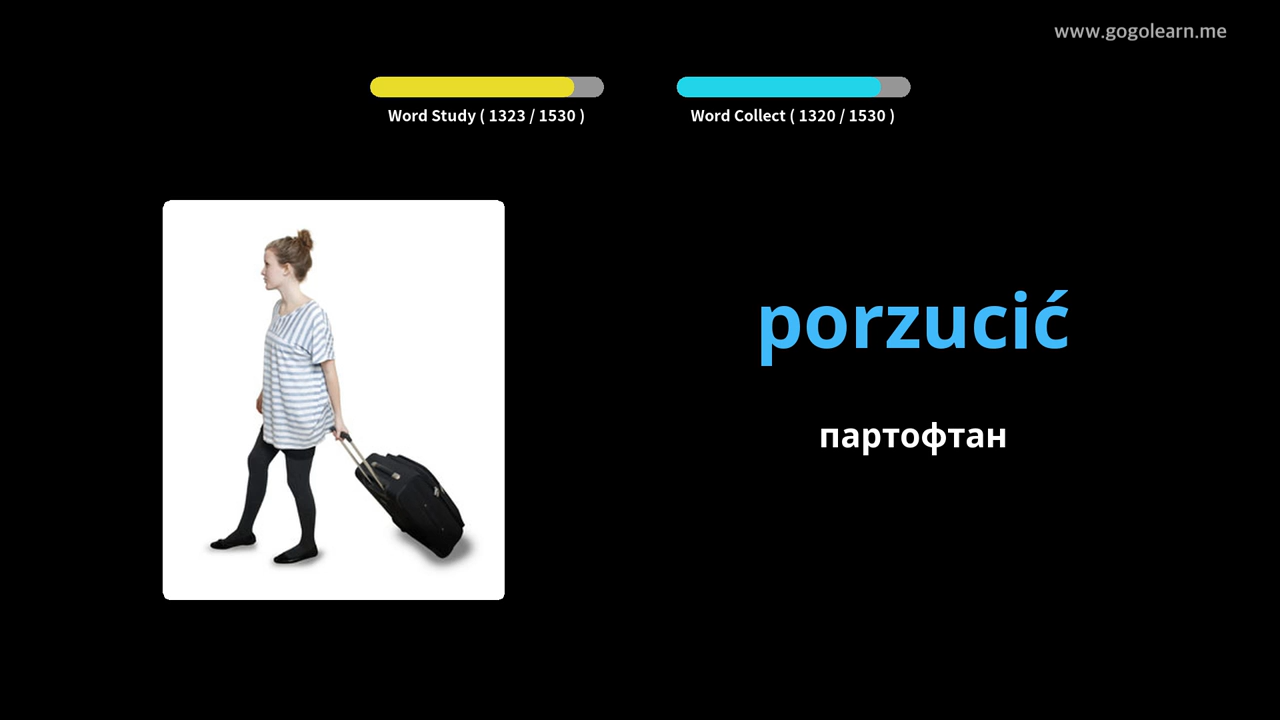 www.gogolearn.me
Word Study ( 1323 / 1530 )
Word Collect ( 1320 / 1530 )
porzucić
партофтан